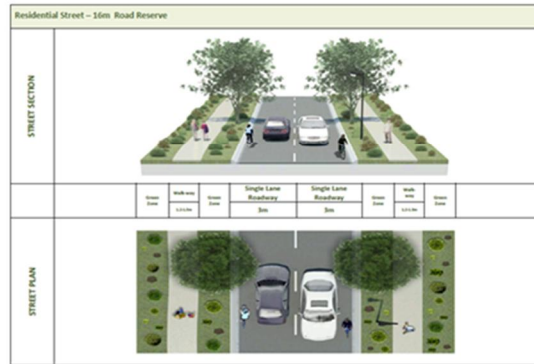 Residential Street – 16m Road Reserve
STREET SECTION
Green Zone
Walk-way
Green Zone
Single Lane Roadway
Single Lane Roadway
Green Zone
Walk-way
Green Zone
3m
3m
STREET PLAN